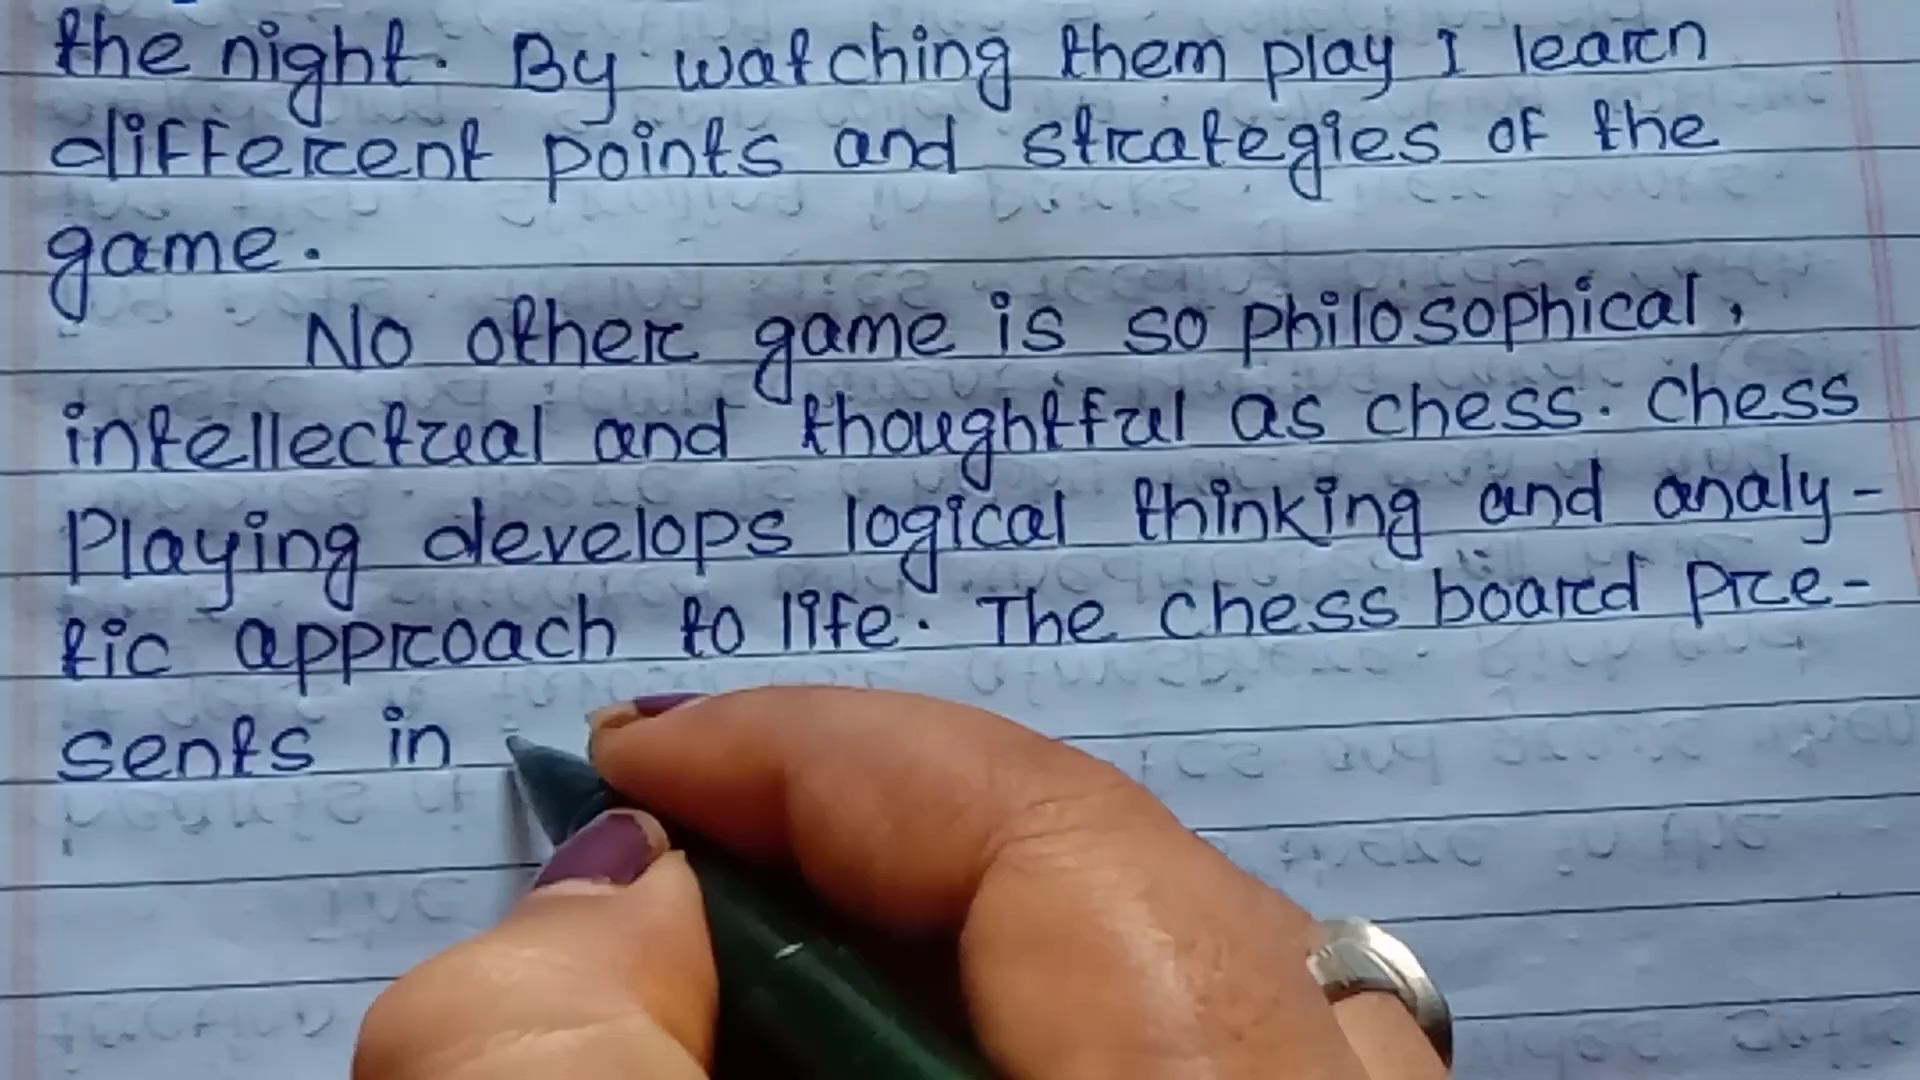 the night. By watching them play I learn
different points and strategies of the
game.
No other game is so philosophical,
intellectual and thoughtful as chess. Chess
Playing develops logical thinking and analy-
tic approach to life. The chess board pre-
sents in